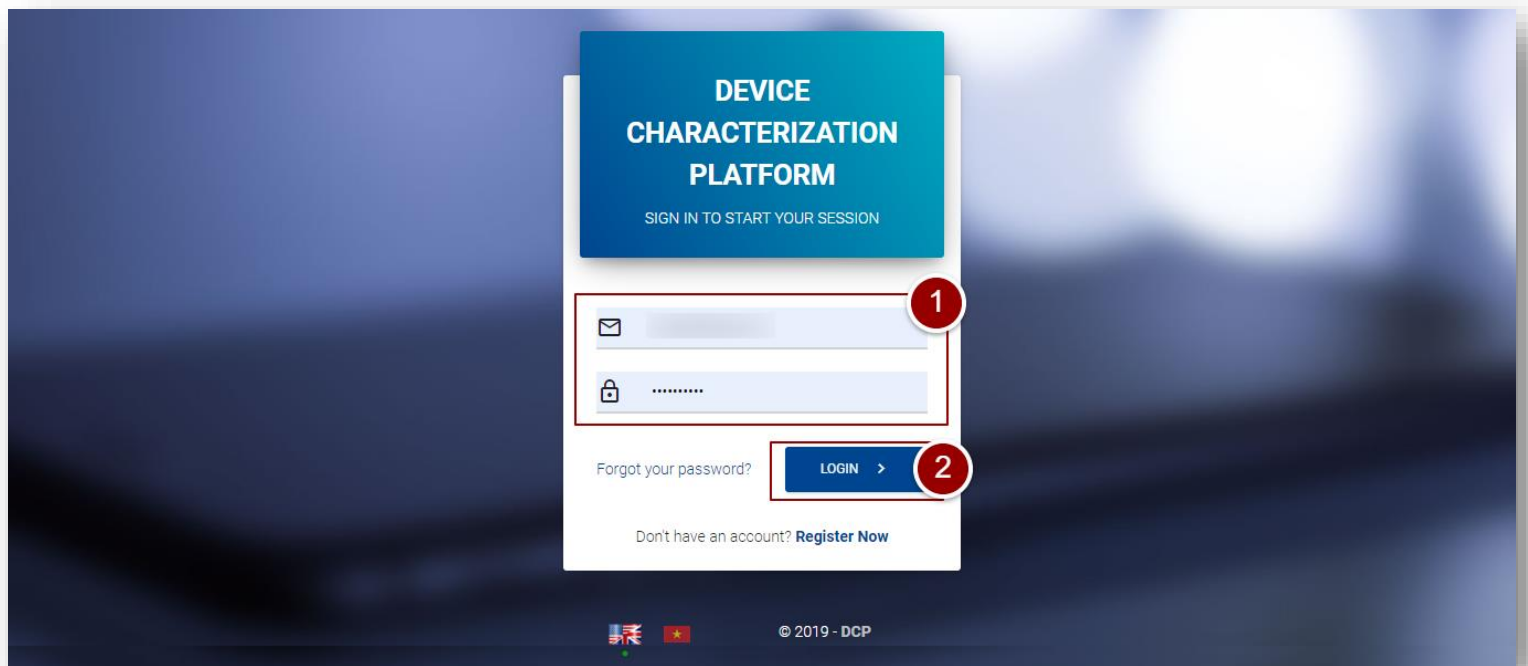 DEVICE
CHARACTERIZATION
PLATFORM
SIGN IN TO START YOUR SESSION
1
••••••••••
Forgot your password?
LOGIN >
2
Don't have an account? Register Now
© 2019 - DCP